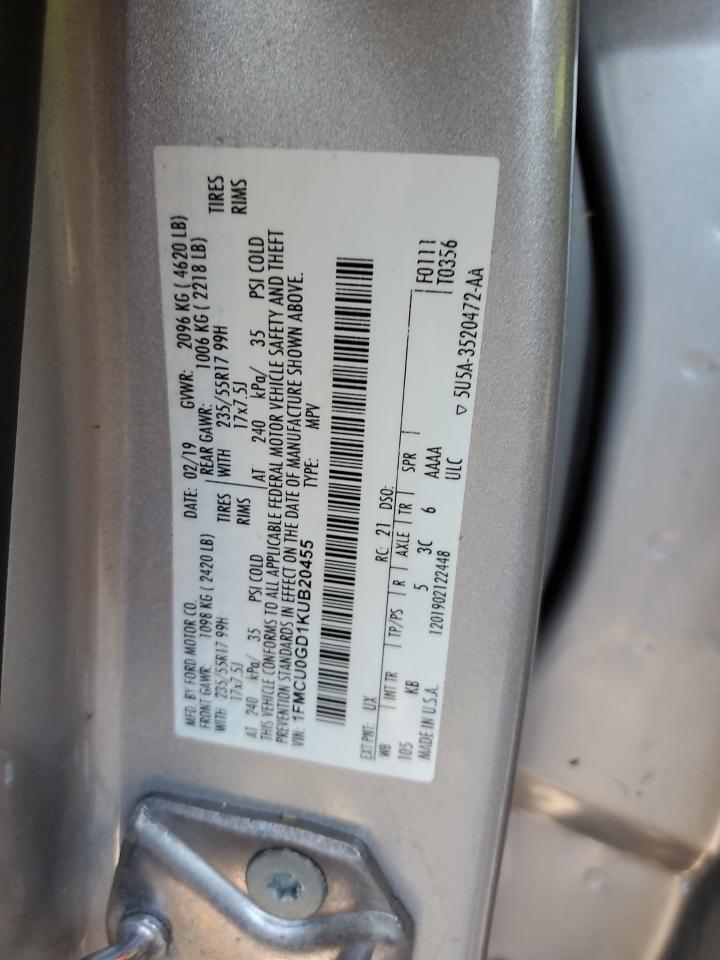 MFD. BY FORD MOTOR CO. DATE: 02/19 GVWR: 2096 KG ( 4620 LB)
FRONT GAWR: 1098 KG (2420 LB) REAR GAWR: 1006 KG ( 2218 LB)
WITH 235/55R17 99H TIRES WITH 235/55R17 99H TIRES
17x7.5J RIMS 17x7.5J RIMS
AT 240 kPa/ 35 PSI COLD AT 240 kPa/ 35 PSI COLD
THIS VEHICLE CONFORMS TO ALL APPLICABLE FEDERAL MOTOR VEHICLE SAFETY AND THEFT
PREVENTION STANDARDS IN EFFECT ON THE DATE OF MANUFACTURE SHOWN ABOVE.
VIN: 1FMCU0GD1KUB20455 TYPE: MPV
EXT PNT: UX RC: 21 DSO:
WB INT TR TP/PS R AXLE TR SPR F0111
105 KB 5 3C 6 AAAA T0356
MADE IN U.S.A. 1201902122448 ULC ▽ 5U5A-3520472-AA